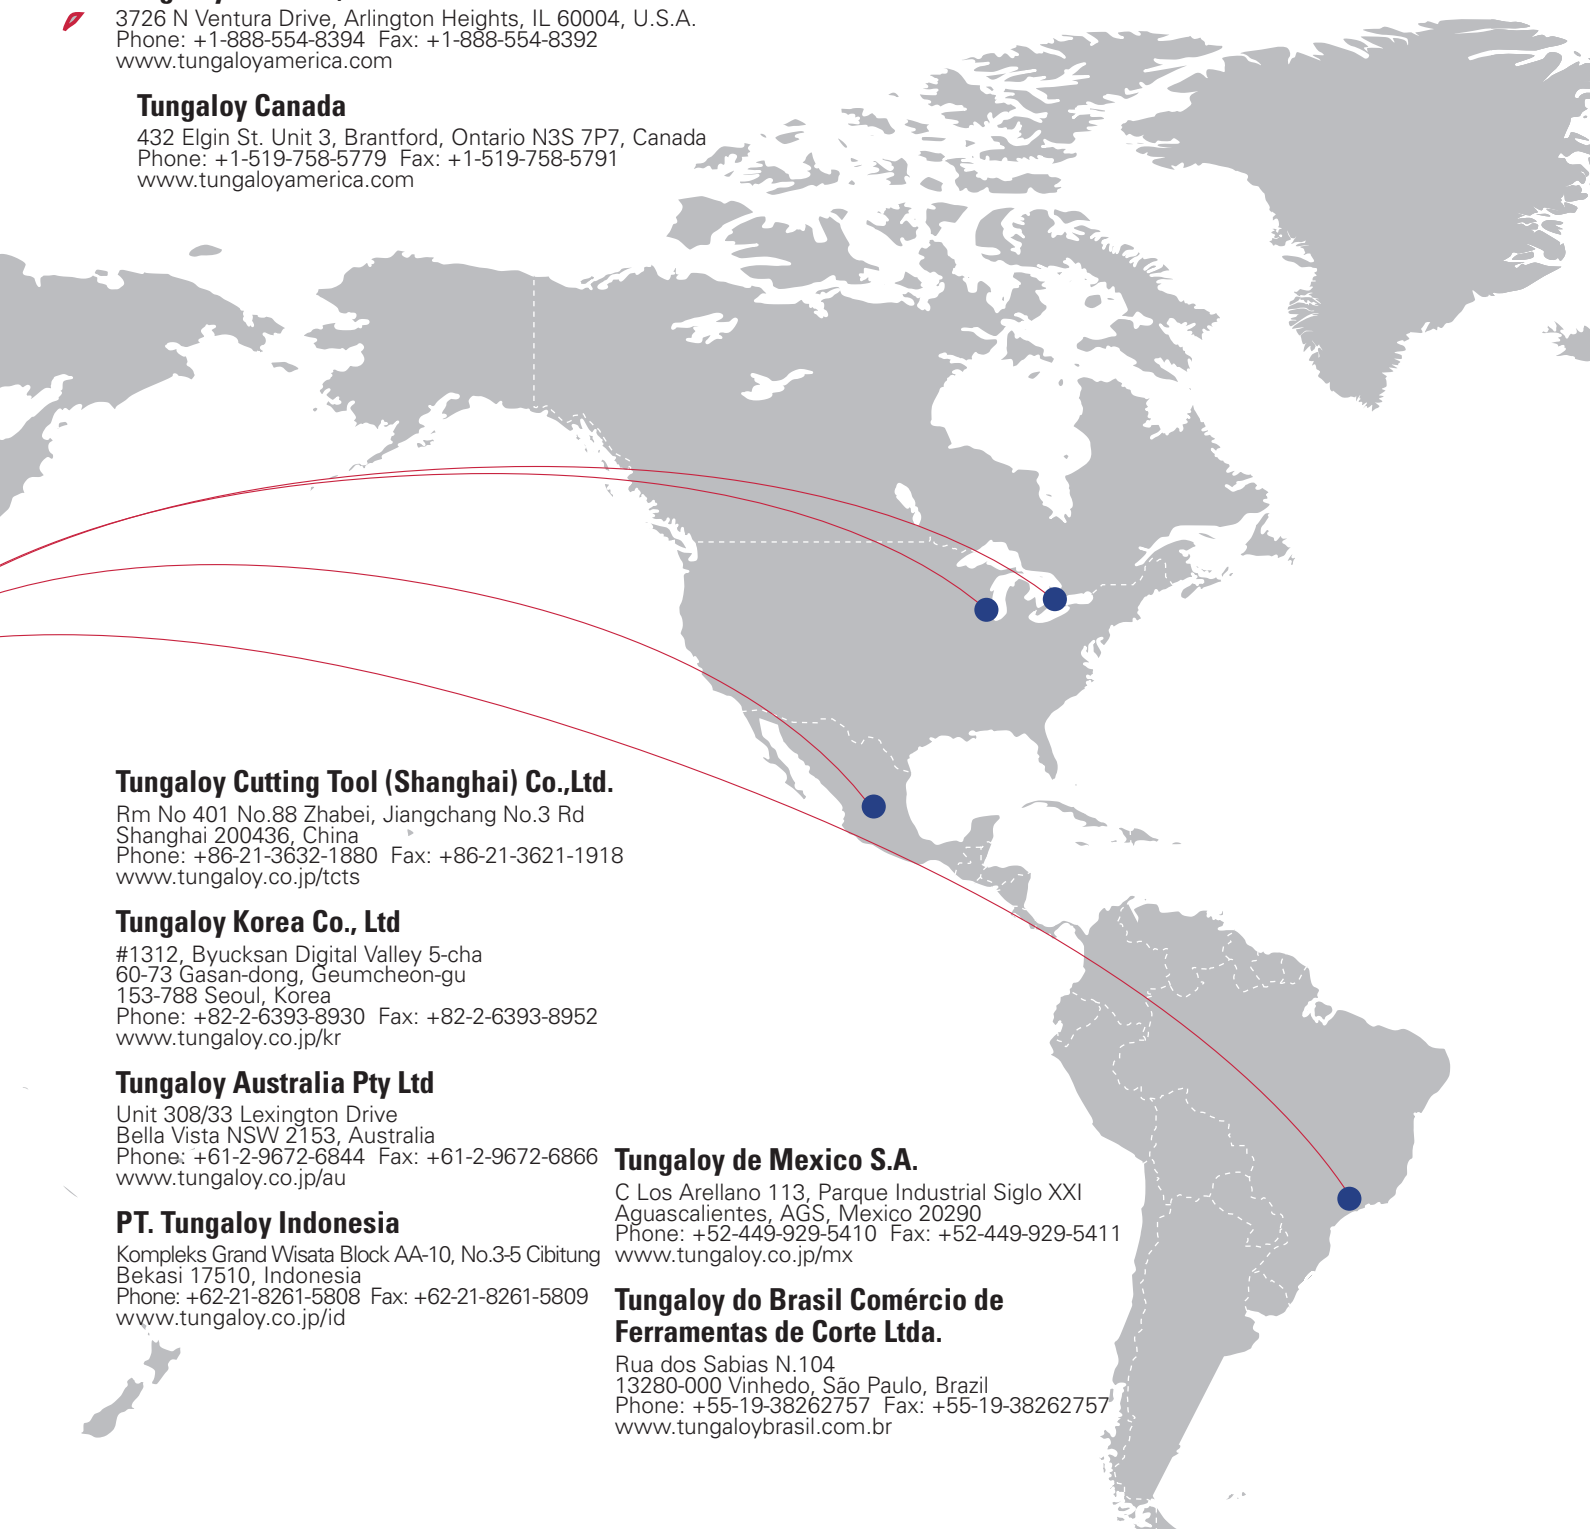 3726 N Ventura Drive, Arlington Heights, IL 60004, U.S.A.
Phone: +1-888-554-8394 Fax: +1-888-554-8392
www.tungaloyamerica.com
Tungaloy Canada
432 Elgin St. Unit 3, Brantford, Ontario N3S 7P7, Canada
Phone: +1-519-758-5779 Fax: +1-519-758-5791
www.tungaloyamerica.com
Tungaloy Cutting Tool (Shanghai) Co.,Ltd.
Rm No 401 No.88 Zhabei, Jiangchang No.3 Rd
Shanghai 200436, China
Phone: +86-21-3632-1880 Fax: +86-21-3621-1918
www.tungaloy.co.jp/tcts
Tungaloy Korea Co., Ltd
#1312, Byucksan Digital Valley 5-cha
60-73 Gasan-dong, Geumcheon-gu
153-788 Seoul, Korea
Phone: +82-2-6393-8930 Fax: +82-2-6393-8952
www.tungaloy.co.jp/kr
Tungaloy Australia Pty Ltd
Unit 308/33 Lexington Drive
Bella Vista NSW 2153, Australia
Phone: +61-2-9672-6844 Fax: +61-2-9672-6866
www.tungaloy.co.jp/au
PT. Tungaloy Indonesia
Kompleks Grand Wisata Block AA-10, No.3-5 Cibitung
Bekasi 17510, Indonesia
Phone: +62-21-8261-5808 Fax: +62-21-8261-5809
www.tungaloy.co.jp/id
Tungaloy de Mexico S.A.
C Los Arellano 113, Parque Industrial Siglo XXI
Aguascalientes, AGS, Mexico 20290
Phone: +52-449-929-5410 Fax: +52-449-929-5411
www.tungaloy.co.jp/mx
Tungaloy do Brasil Comércio de
Ferramentas de Corte Ltda.
Rua dos Sabias N.104
13280-000 Vinhedo, São Paulo, Brazil
Phone: +55-19-38262757 Fax: +55-19-38262757
www.tungaloybrasil.com.br